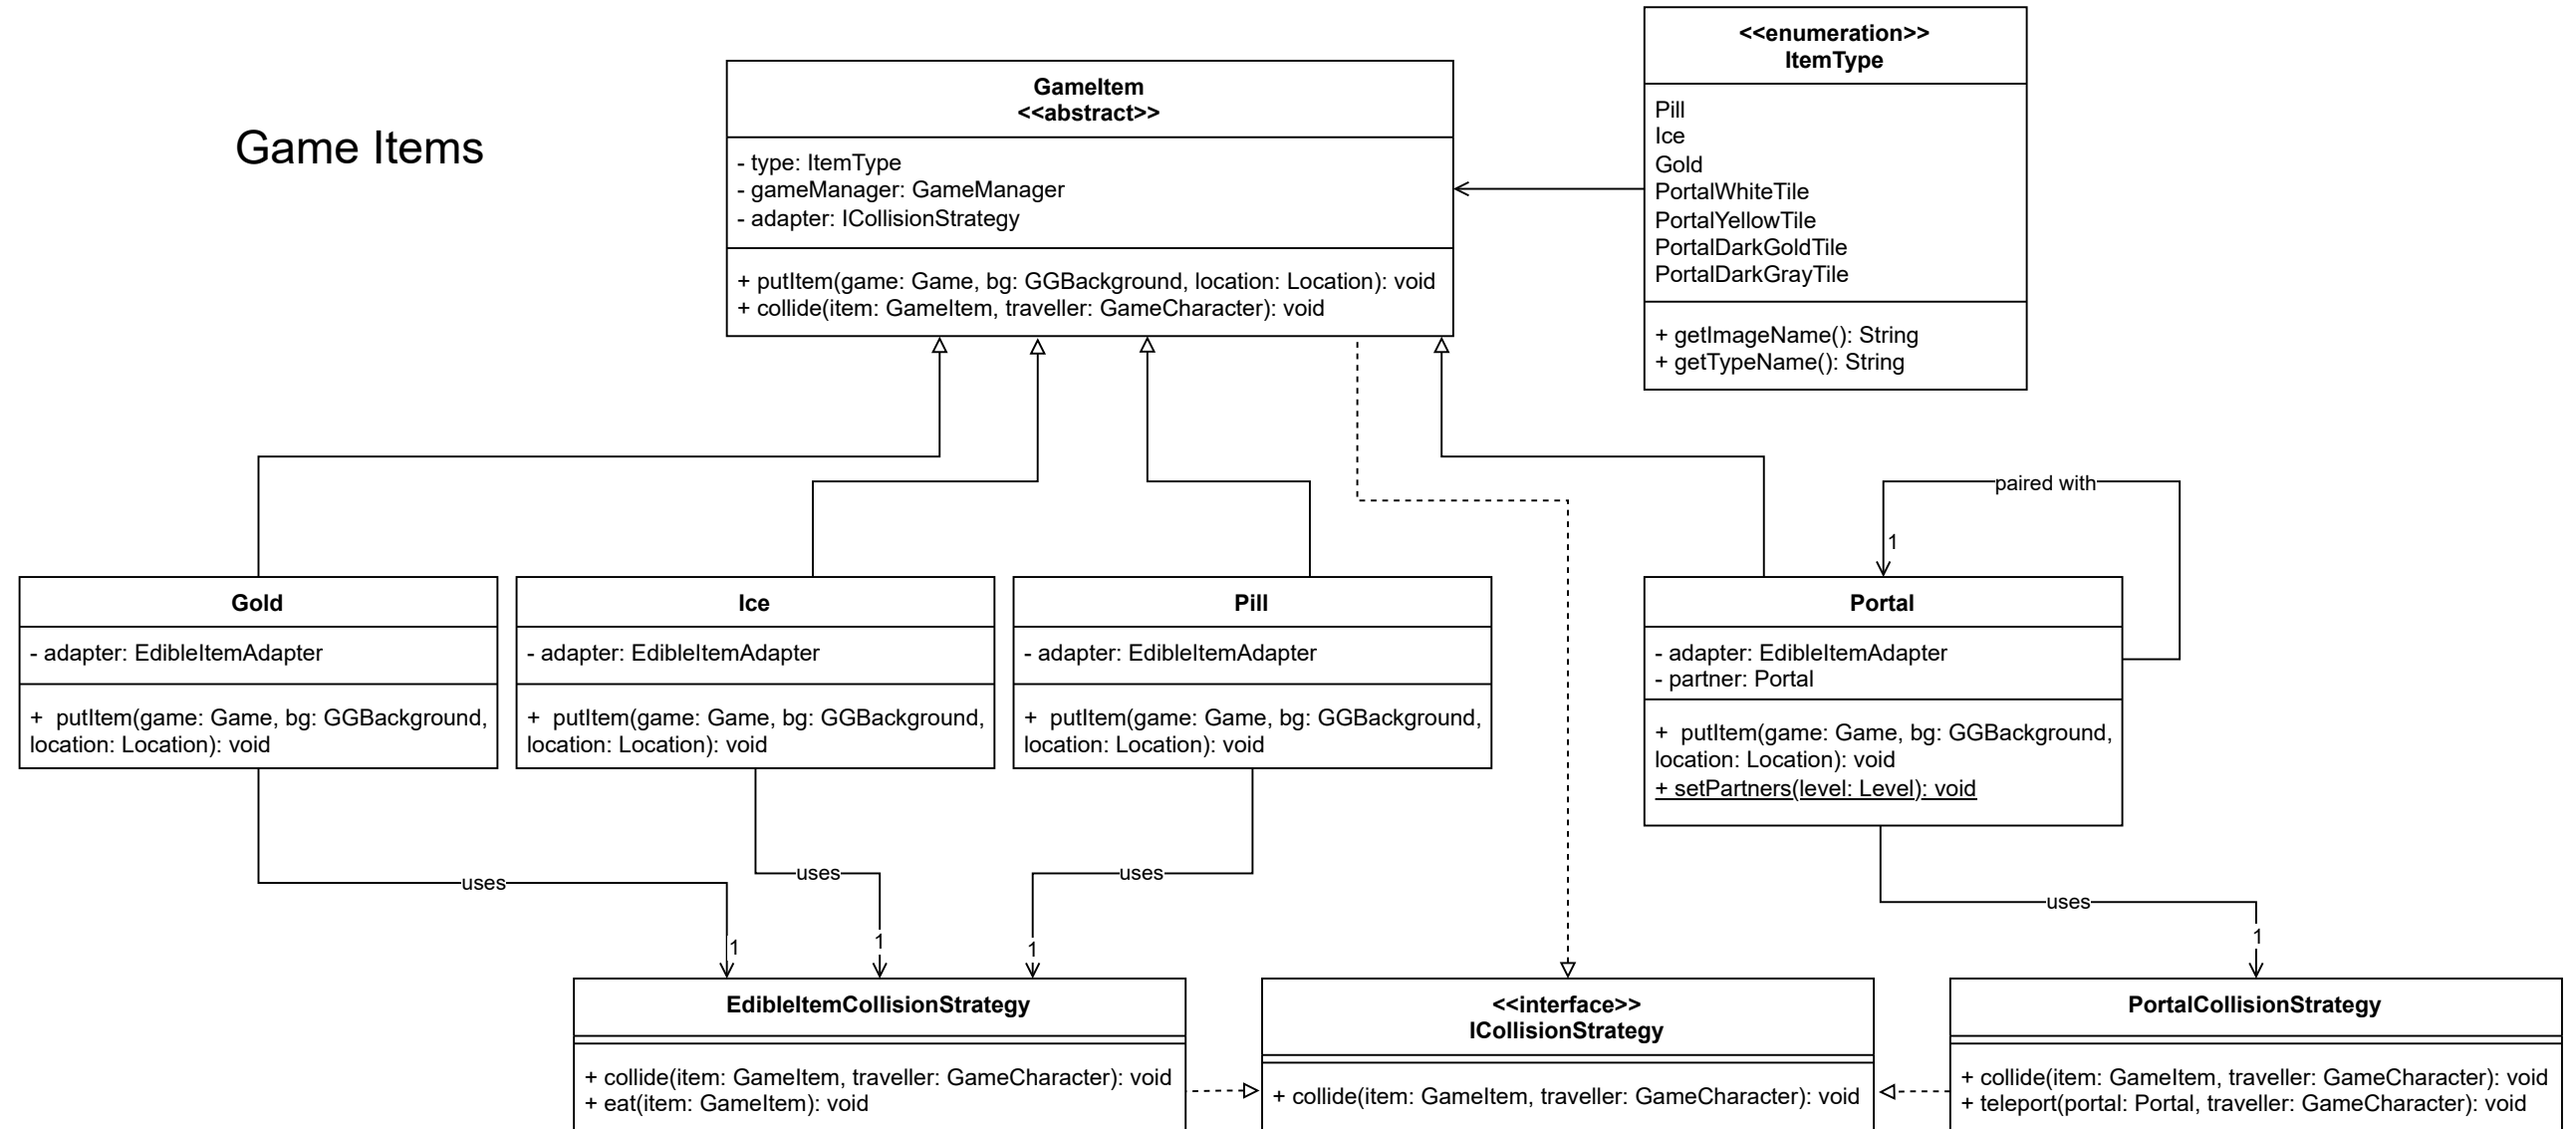 Game Items
GameItem
<<abstract>>
- type: ItemType
- gameManager: GameManager
- adapter: ICollisionStrategy
+ putItem(game: Game, bg: GGBackground, location: Location): void
+ collide(item: GameItem, traveller: GameCharacter): void
<<enumeration>>
ItemType
Pill
Ice
Gold
PortalWhiteTile
PortalYellowTile
PortalDarkGoldTile
PortalDarkGrayTile
+ getImageName(): String
+ getTypeName(): String
paired with
1
Gold
- adapter: EdibleItemAdapter
+  putItem(game: Game, bg: GGBackground,
location: Location): void
Ice
- adapter: EdibleItemAdapter
+  putItem(game: Game, bg: GGBackground,
location: Location): void
Pill
- adapter: EdibleItemAdapter
+  putItem(game: Game, bg: GGBackground,
location: Location): void
Portal
- adapter: EdibleItemAdapter
- partner: Portal
+  putItem(game: Game, bg: GGBackground,
location: Location): void
+ setPartners(level: Level): void
uses
1
uses
1
uses
1
uses
1
EdibleItemCollisionStrategy
+ collide(item: GameItem, traveller: GameCharacter): void
+ eat(item: GameItem): void
<<interface>>
ICollisionStrategy
+ collide(item: GameItem, traveller: GameCharacter): void
PortalCollisionStrategy
+ collide(item: GameItem, traveller: GameCharacter): void
+ teleport(portal: Portal, traveller: GameCharacter): void